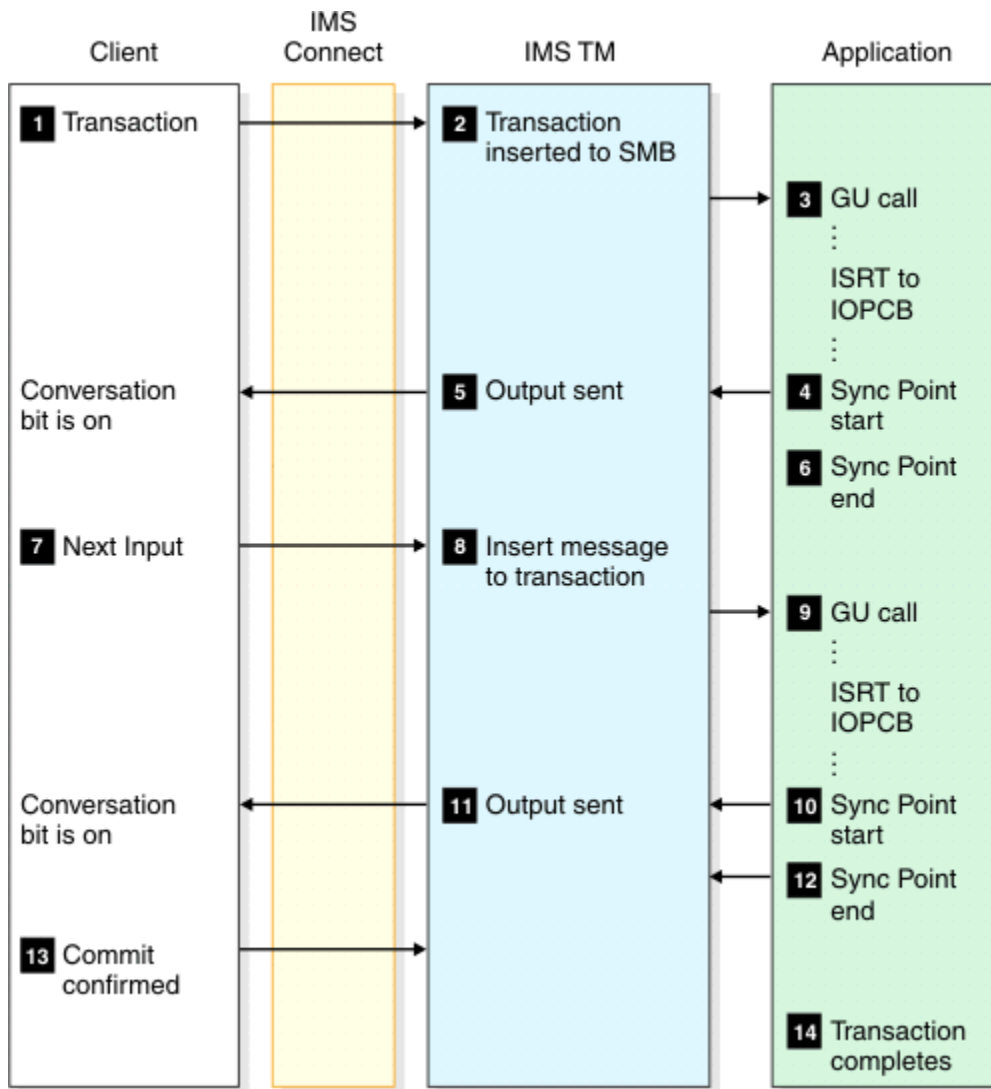 IMS
Client Connect IMS TM Application
1 Transaction 2 Transaction
inserted to SMB
3 GU call
⋮
ISRT to
IOPCB
⋮
Conversation
bit is on
5 Output sent
4 Sync Point
start
6 Sync Point
end
7 Next Input
8 Insert message
to transaction
9 GU call
⋮
ISRT to
IOPCB
⋮
Conversation
bit is on
11 Output sent
10 Sync Point
start
12 Sync Point
end
13 Commit
confirmed
14 Transaction
completes